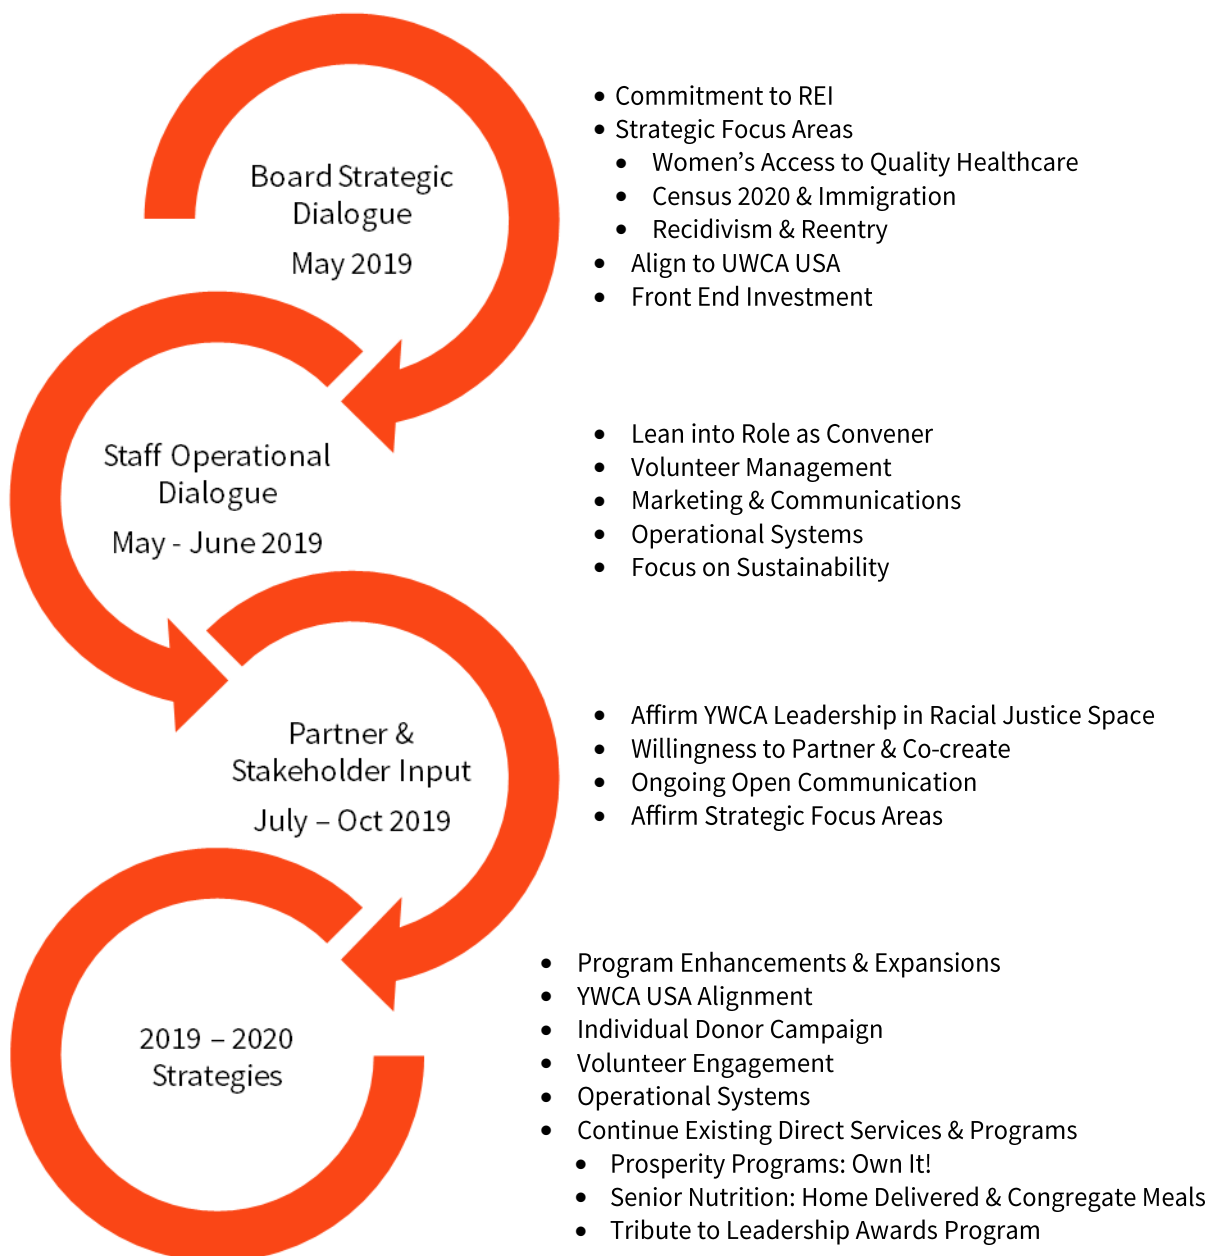 Board Strategic
Dialogue
May 2019
• Commitment to REI
• Strategic Focus Areas
• Women’s Access to Quality Healthcare
• Census 2020 & Immigration
• Recidivism & Reentry
• Align to UWCA USA
• Front End Investment
Staff Operational
Dialogue
May - June 2019
• Lean into Role as Convener
• Volunteer Management
• Marketing & Communications
• Operational Systems
• Focus on Sustainability
Partner &
Stakeholder Input
July – Oct 2019
• Affirm YWCA Leadership in Racial Justice Space
• Willingness to Partner & Co-create
• Ongoing Open Communication
• Affirm Strategic Focus Areas
2019 – 2020
Strategies
• Program Enhancements & Expansions
• YWCA USA Alignment
• Individual Donor Campaign
• Volunteer Engagement
• Operational Systems
• Continue Existing Direct Services & Programs
• Prosperity Programs: Own It!
• Senior Nutrition: Home Delivered & Congregate Meals
• Tribute to Leadership Awards Program